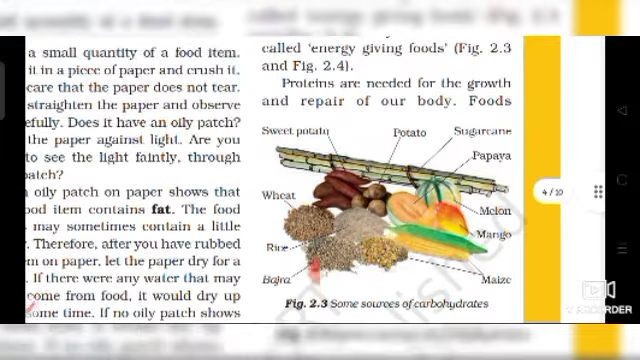 a small quantity of a food item.
it in a piece of paper and crush it.
care that the paper does not tear.
straighten the paper and observe
efully. Does it have an oily patch?
the paper against light. Are you
to see the light faintly, through
patch?
oily patch on paper shows that
ood item contains fat. The food
may sometimes contain a little
Therefore, after you have rubbed
m on paper, let the paper dry for a
If there were any water that may
come from food, it would dry up
some time. If no oily patch shows
called ‘energy giving foods’ (Fig. 2.3
and Fig. 2.4).
Proteins are needed for the growth
and repair of our body. Foods
Sweet potato
Potato
Sugarcane
Papaya
Wheat
Melon
Mango
Rice
Bajra
Maize
Fig. 2.3 Some sources of carbohydrates
4 / 10
RECORDER